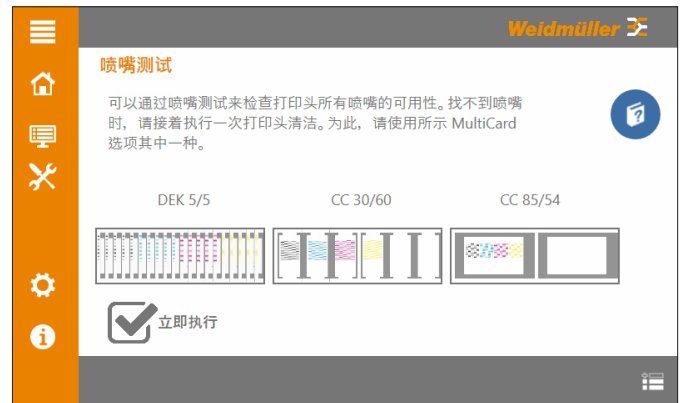 Weidmüller
喷嘴测试
可以通过喷嘴测试来检查打印头所有喷嘴的可用性。找不到喷嘴
时，请接着执行一次打印头清洁。为此，请使用所示 MultiCard
选项其中一种。
DEK 5/5 CC 30/60 CC 85/54
立即执行